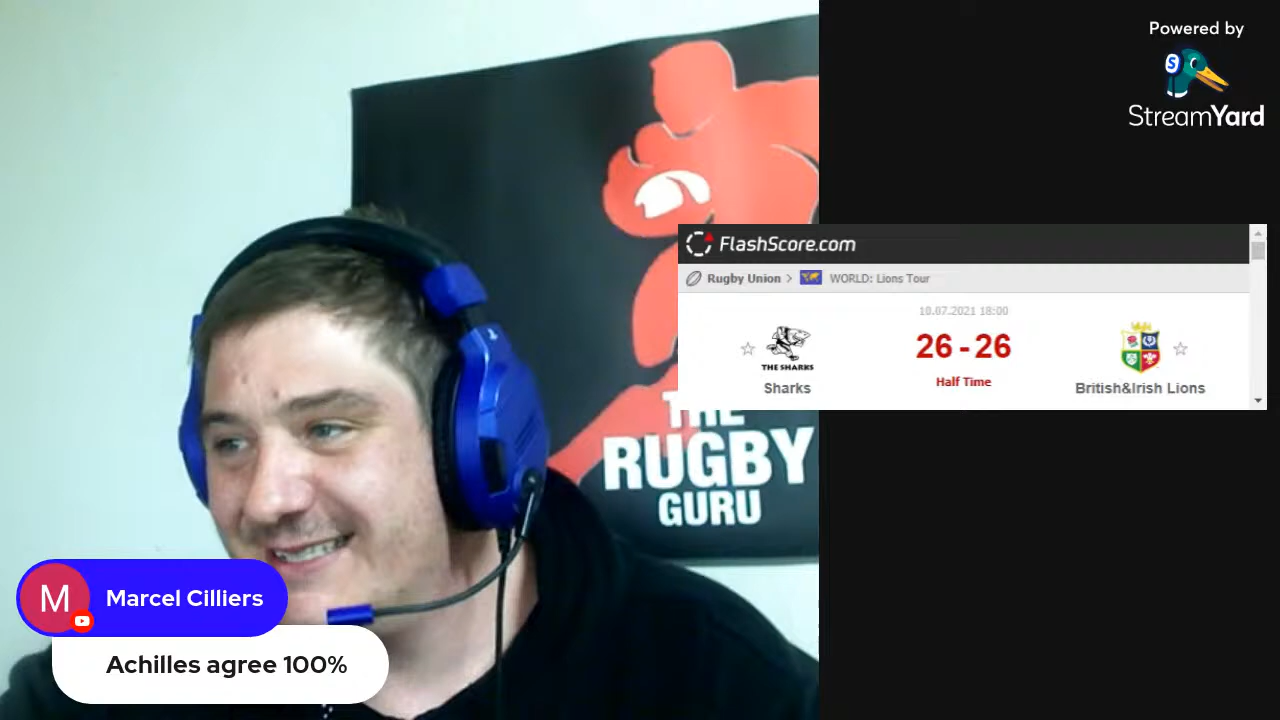 Powered by
StreamYard
FlashScore.com
Rugby Union > WORLD: Lions Tour
10.07.2021 18:00
26 - 26
Half Time
THE SHARKS
Sharks
British&Irish Lions
THE
RUGBY
GURU
M
Marcel Cilliers
Achilles agree 100%